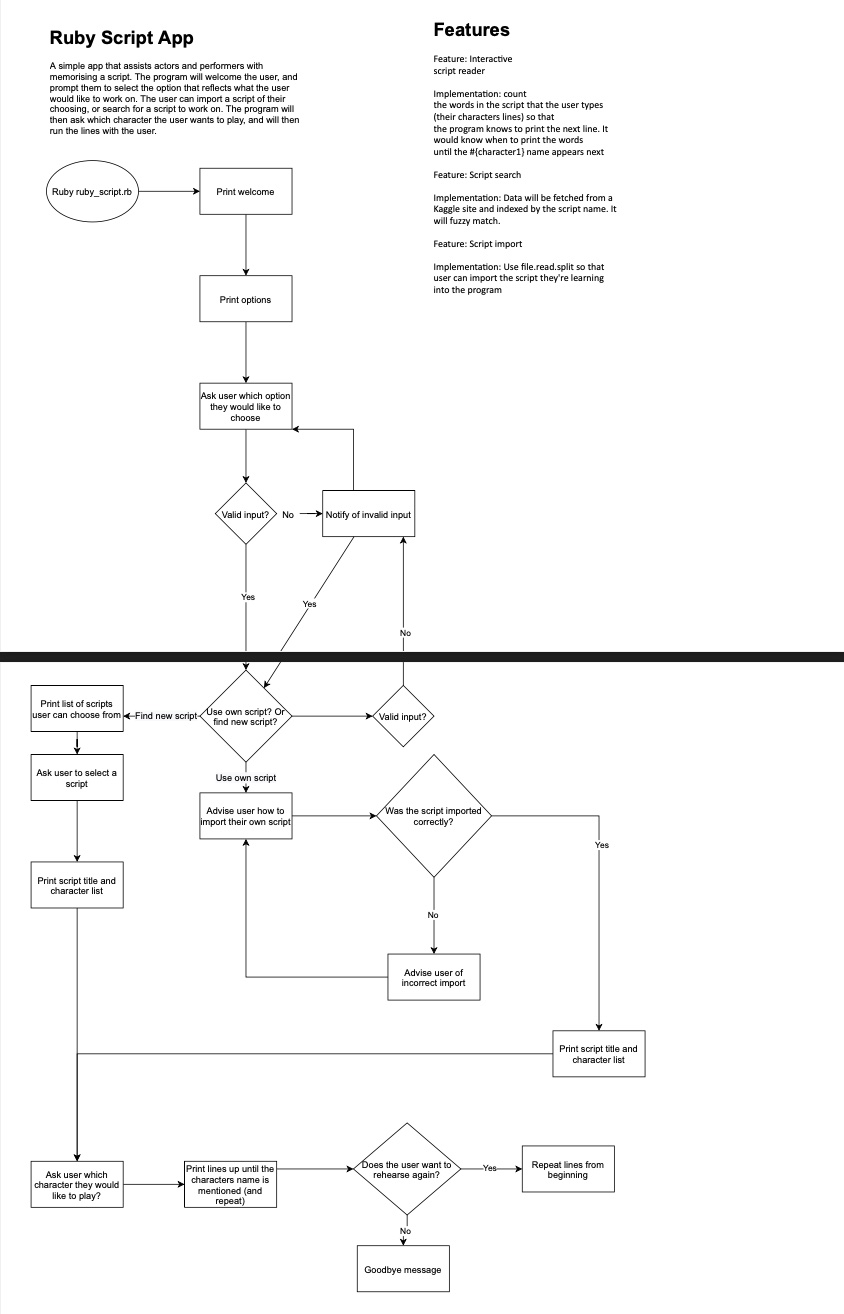 Ruby Script App
A simple app that assists actors and performers with
memorising a script. The program will welcome the user, and
prompt them to select the option that reflects what the user
would like to work on. The user can import a script of their
choosing, or search for a script to work on. The program will
then ask which character the user wants to play, and will then
run the lines with the user.
Features
Feature: Interactive
script reader
Implementation: count
the words in the script that the user types
(their characters lines) so that
the program knows to print the next line. It
would know when to print the words
until the #{character1} name appears next
Feature: Script search
Implementation: Data will be fetched from a
Kaggle site and indexed by the script name. It
will fuzzy match.
Feature: Script import
Implementation: Use file.read.split so that
user can import the script they're learning
into the program
Ruby ruby_script.rb
Print welcome
Print options
Ask user which option
they would like to
choose
Valid input?
No
Notify of invalid input
Yes
Yes
No
Print list of scripts
user can choose from
Find new script
Use own script? Or
find new script?
Valid input?
Ask user to select a
script
Use own script
Advise user how to
import their own script
Was the script imported
correctly?
Yes
Print script title and
character list
No
Advise user of
incorrect import
Print script title and
character list
Ask user which
character they would
like to play?
Print lines up until the
characters name is
mentioned (and
repeat)
Does the user want to
rehearse again?
Yes
Repeat lines from
beginning
No
Goodbye message